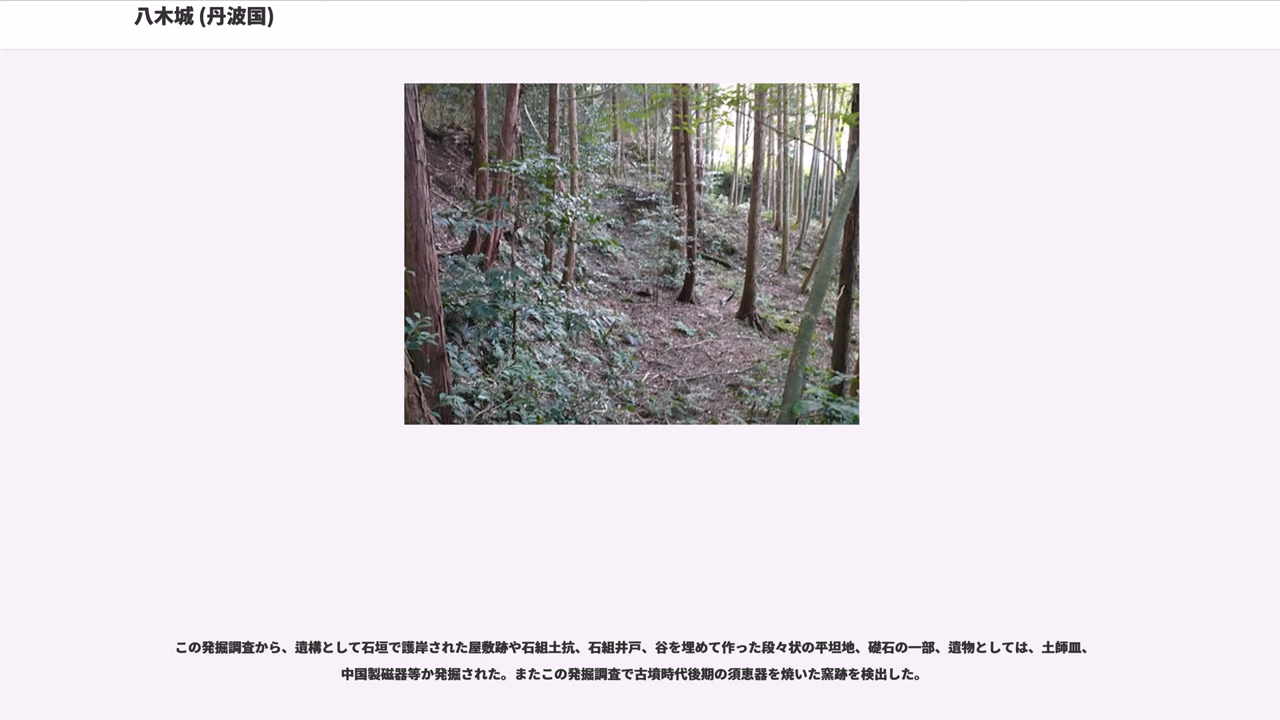 八木城 (丹波国)
この発掘調査から、遺構として石垣で護岸された屋敷跡や石組土抗、石組井戸、谷を埋めて作った段々状の平坦地、礎石の一部、遺物としては、土師皿、
中国製磁器等か発掘された。またこの発掘調査で古墳時代後期の須恵器を焼いた窯跡を検出した。